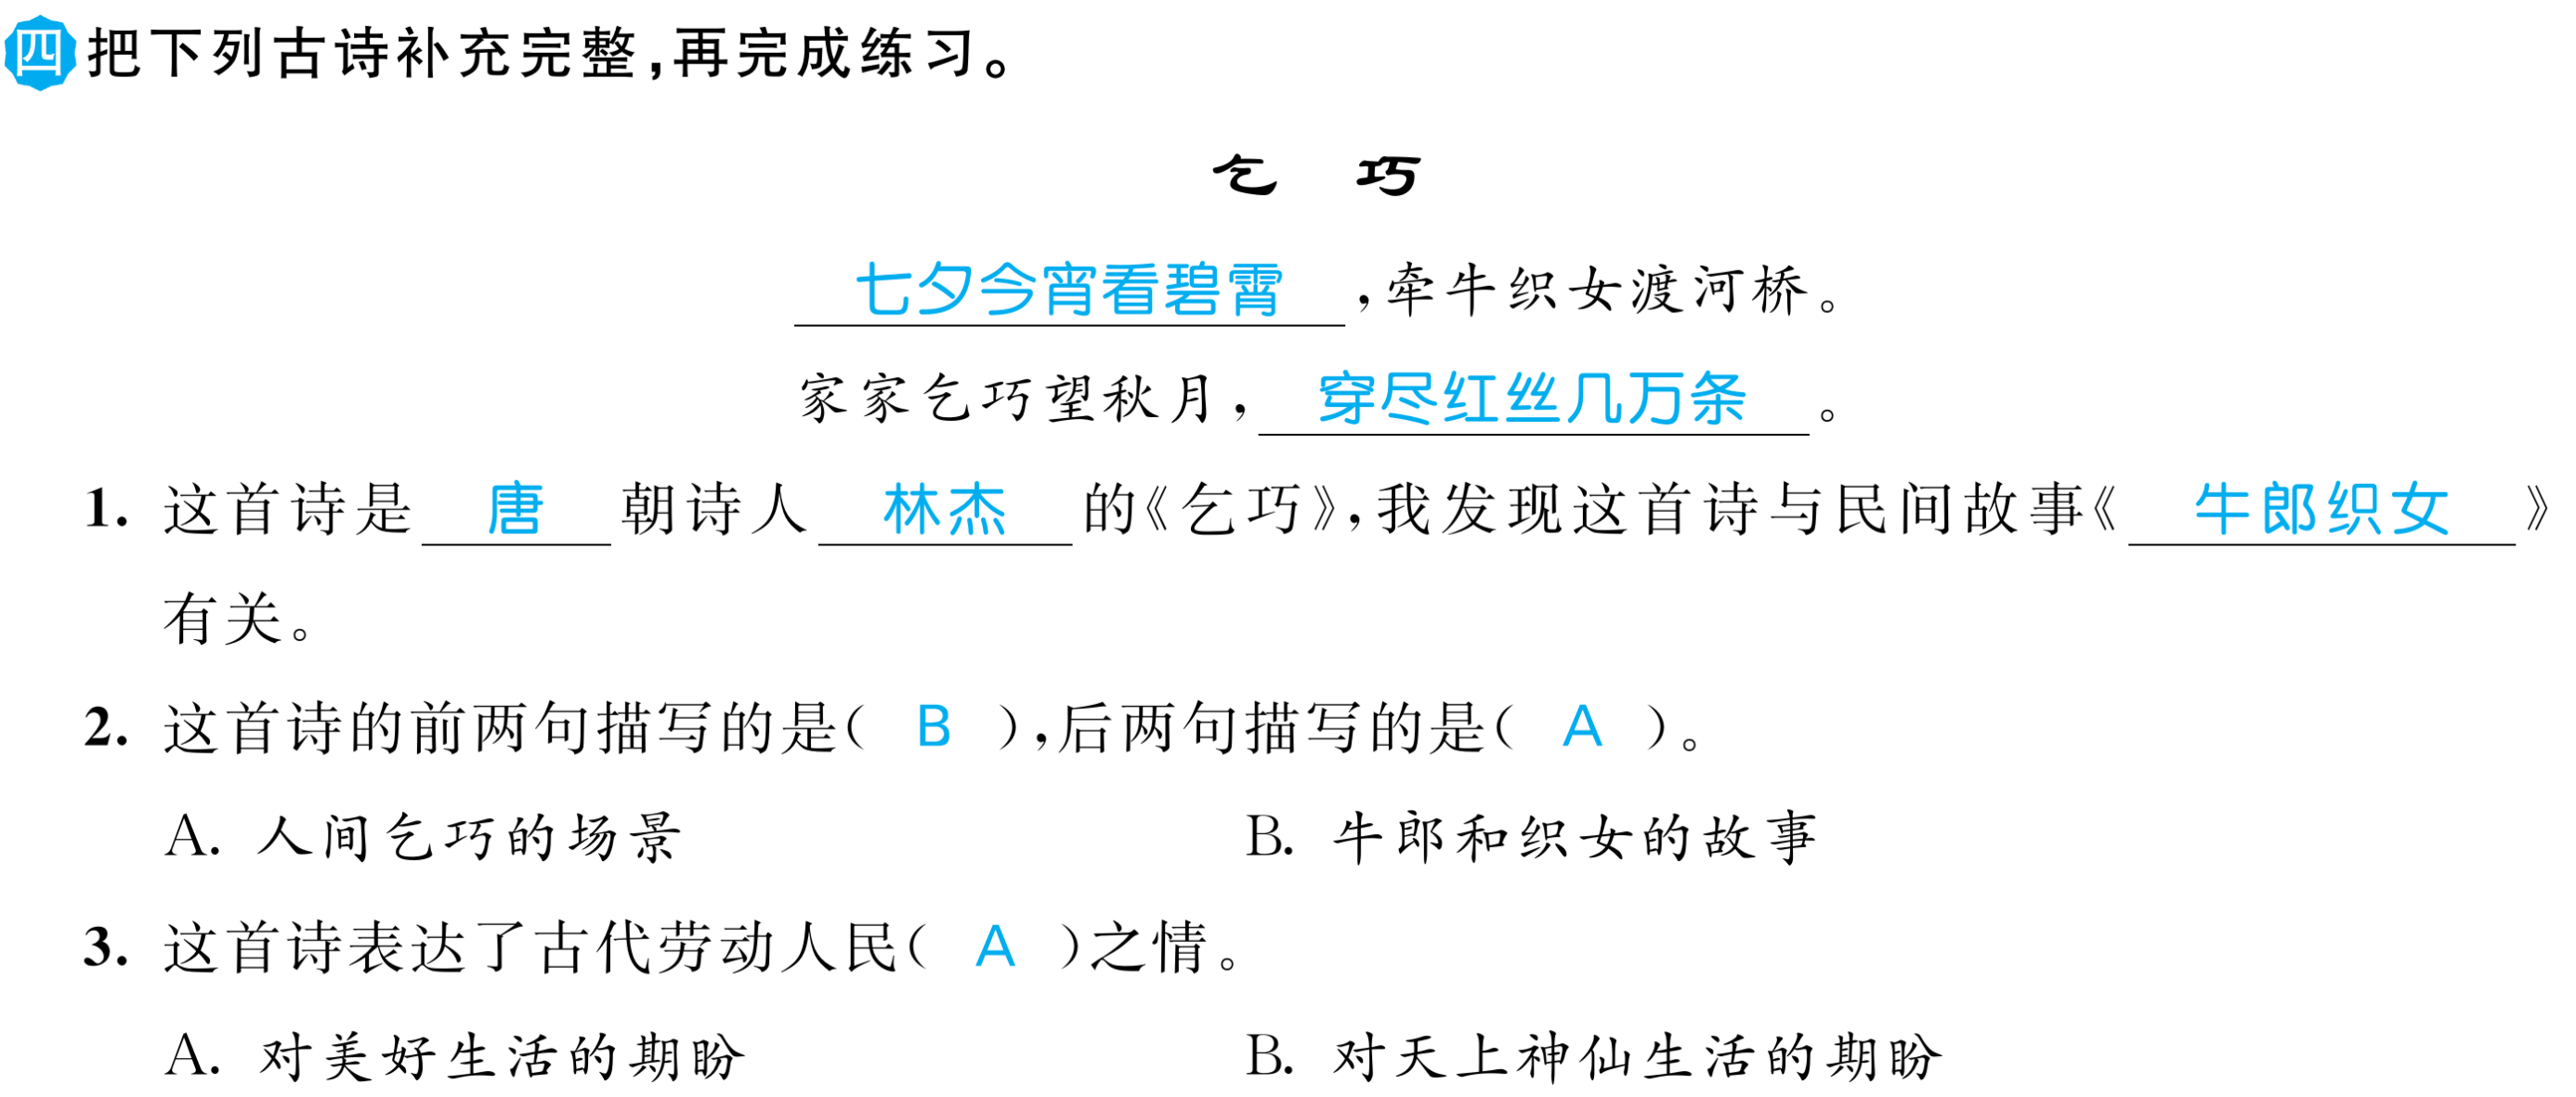 四 把下列古诗补充完整,再完成练习。
乞 巧
七夕今宵看碧霄,牵牛织女渡河桥。
家家乞巧望秋月,穿尽红丝几万条。
1. 这首诗是 唐 朝诗人 林杰 的《乞巧》,我发现这首诗与民间故事《 牛郎织女 》
有关。
2. 这首诗的前两句描写的是( B ),后两句描写的是( A )。
A. 人间乞巧的场景 B. 牛郎和织女的故事
3. 这首诗表达了古代劳动人民( A )之情。
A. 对美好生活的期盼 B. 对天上神仙生活的期盼